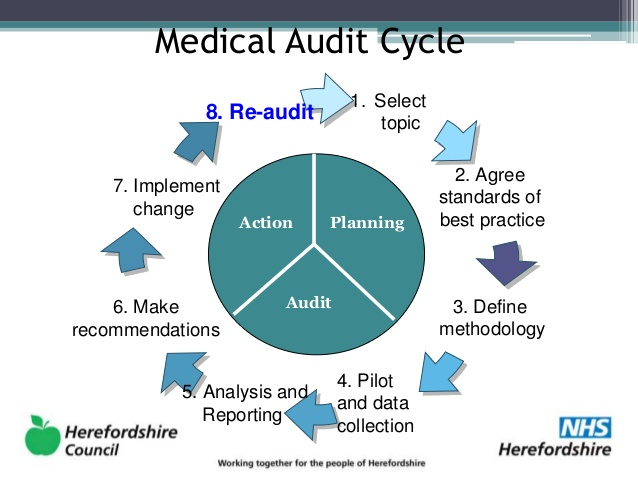 Medical Audit Cycle
1. Select
topic
2. Agree
standards of
best practice
3. Define
methodology
4. Pilot
and data
collection
5. Analysis and
Reporting
6. Make
recommendations
7. Implement
change
8. Re-audit
Action
Planning
Audit
Herefordshire
Council
Working together for the people of Herefordshire
NHS
Herefordshire